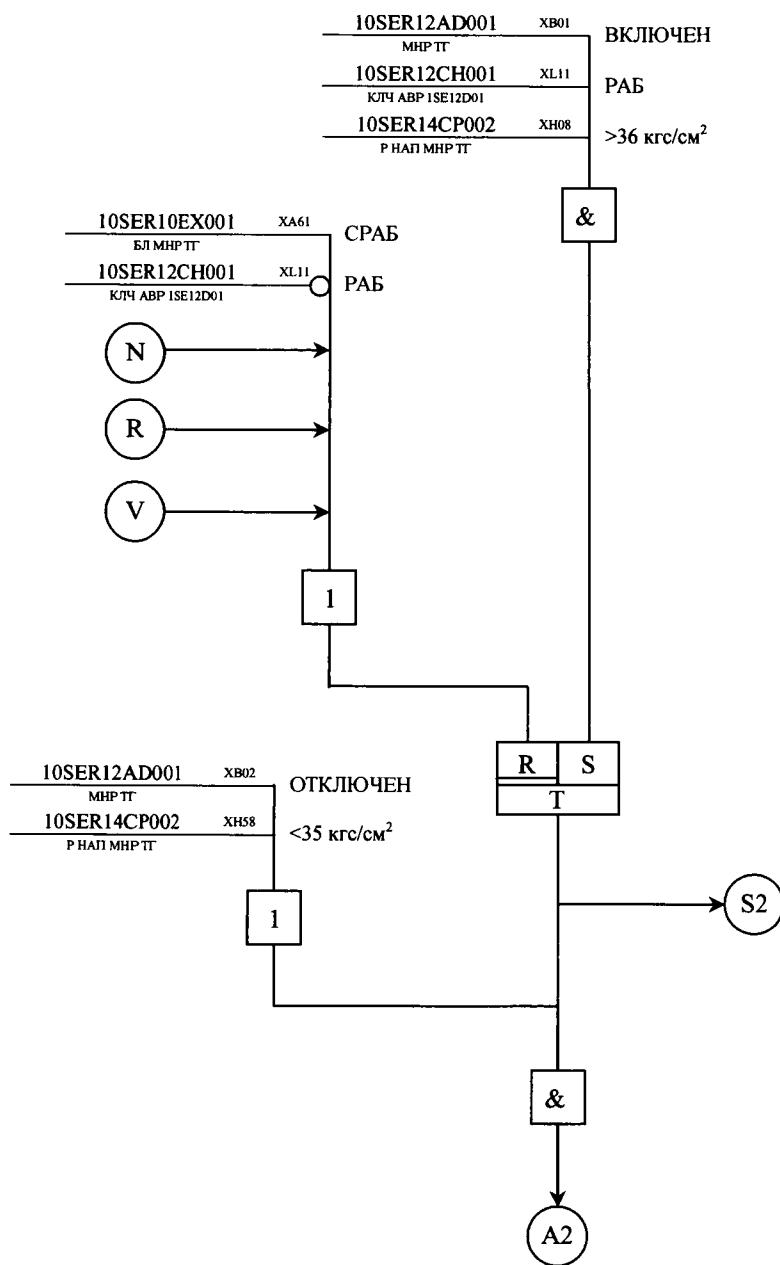 10SER12AD001 XB01 ВКЛЮЧЕН
МНР ТГ
10SER12CH001 XL11 РАБ
КЛЧ АВР 1SE12D01
10SER14CP002 XH08 >36 кгс/см²
Р НАП МНР ТГ
&
10SER10EX001 XA61 СРАБ
БЛ МНР ТГ
10SER12CH001 XL11 РАБ
КЛЧ АВР 1SE12D01
N
R
V
1
R S
T
10SER12AD001 XB02 ОТКЛЮЧЕН
МНР ТГ
10SER14CP002 XH58 <35 кгс/см²
Р НАП МНР ТГ
1
S2
&
A2